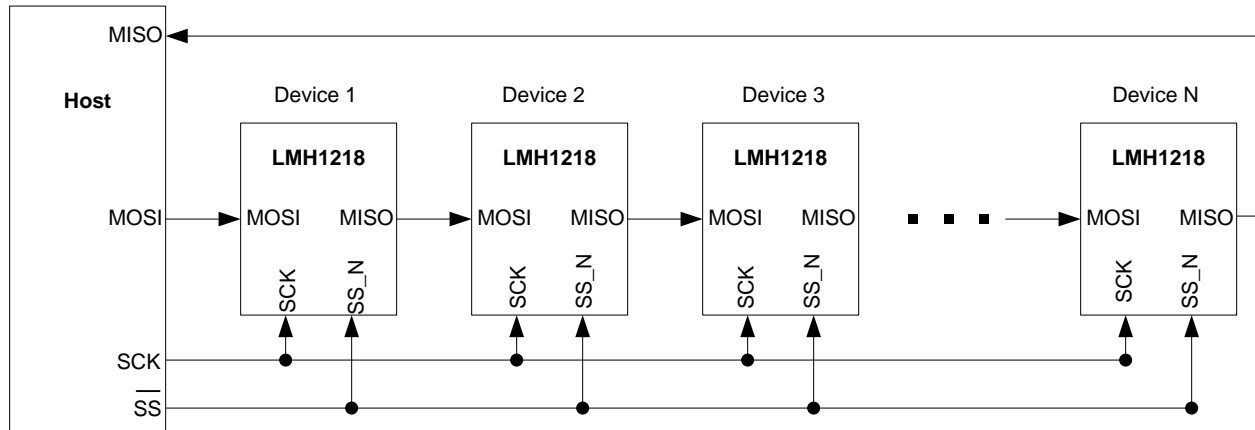 MISO
Host
Device 1
Device 2
Device 3
Device N
LMH1218
LMH1218
LMH1218
LMH1218
MOSI
MOSI
MISO
MOSI
MISO
MOSI
MISO
MOSI
MISO
SCK
SS_N
SCK
SS_N
SCK
SS_N
SCK
SS_N
SCK
SS